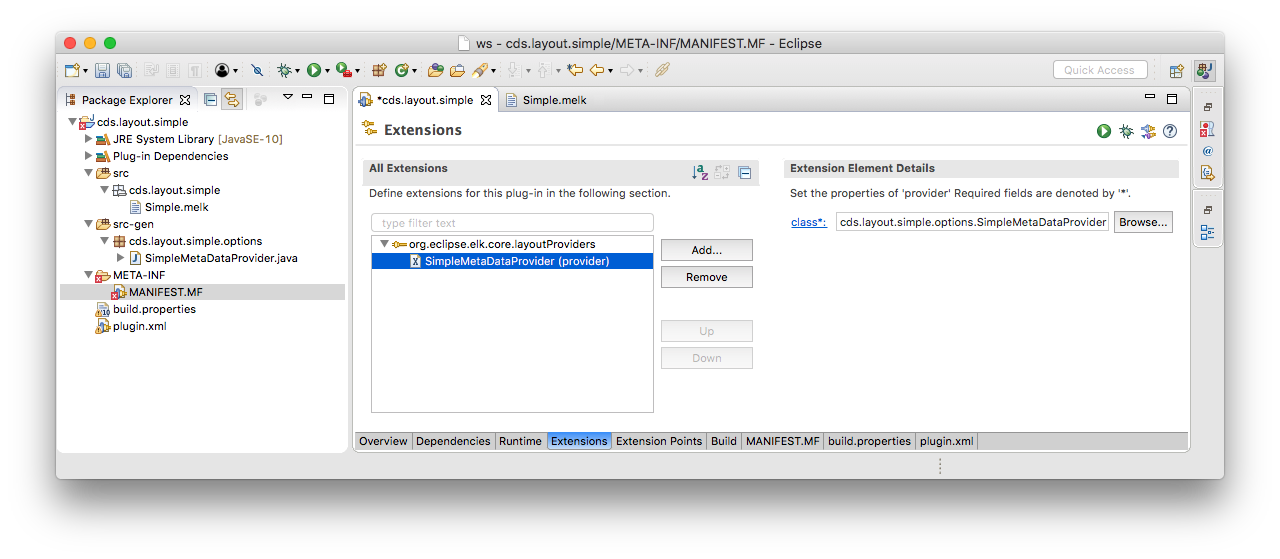 ws - cds.layout.simple/META-INF/MANIFEST.MF - Eclipse
Quick Access
Package Explorer
cds.layout.simple
JRE System Library [JavaSE-10]
Plug-in Dependencies
src
cds.layout.simple
Simple.melk
src-gen
cds.layout.simple.options
SimpleMetaDataProvider.java
META-INF
MANIFEST.MF
build.properties
plugin.xml
*cds.layout.simple
Simple.melk
Extensions
All Extensions
Define extensions for this plug-in in the following section.
type filter text
org.eclipse.elk.core.layoutProviders
SimpleMetaDataProvider (provider)
Add...
Remove
Up
Down
Extension Element Details
Set the properties of 'provider' Required fields are denoted by '*'.
class*: cds.layout.simple.options.SimpleMetaDataProvider Browse...
Overview Dependencies Runtime Extensions Extension Points Build MANIFEST.MF build.properties plugin.xml